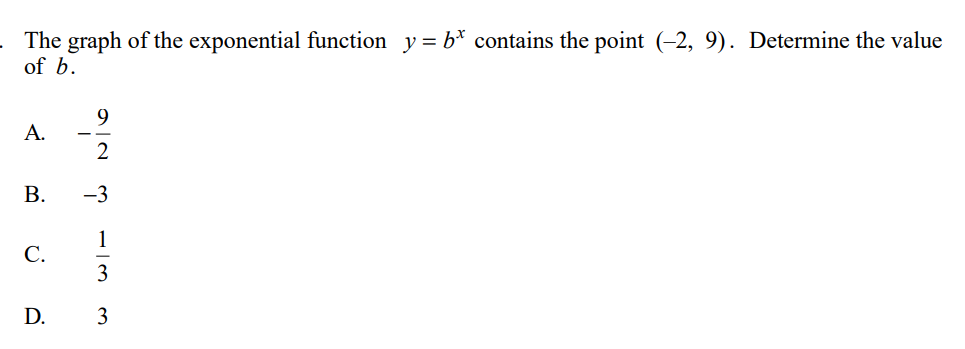 . The graph of the exponential function y = bˣ contains the point (–2, 9). Determine the value
of b.
A. –9/2
B. –3
C. 1/3
D. 3